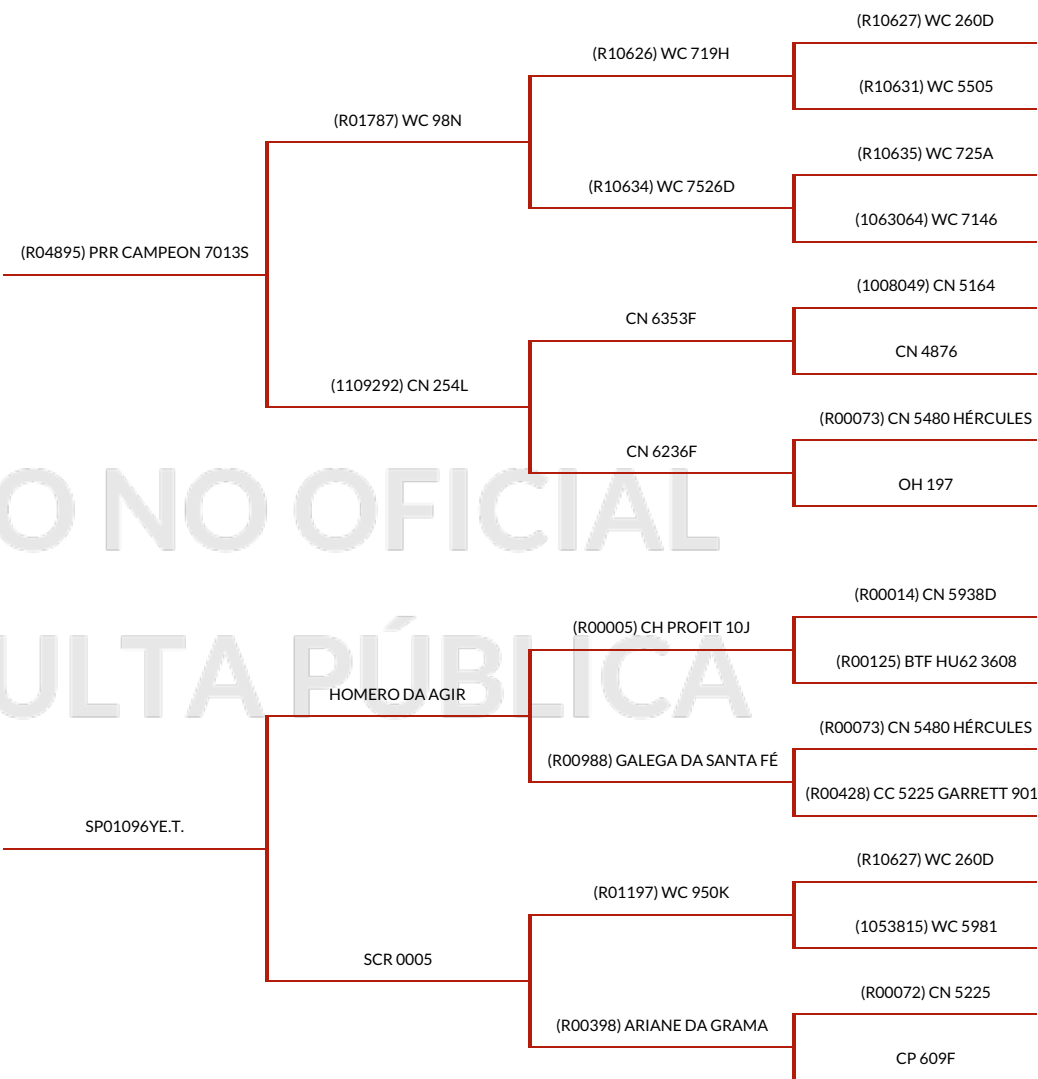 (R10627) WC 260D
(R10626) WC 719H
(R10631) WC 5505
(R01787) WC 98N
(R10635) WC 725A
(R10634) WC 7526D
(1063064) WC 7146
(R04895) PRR CAMPEON 7013S
(1008049) CN 5164
CN 6353F
CN 4876
(1109292) CN 254L
(R00073) CN 5480 HÉRCULES
CN 6236F
OH 197
O NO OFICIAL
(R00014) CN 5938D
(R00005) CH PROFIT 10J
(R00125) BTF HU62 3608
ULTA PÚBLICA
HOMERO DA AGIR
(R00073) CN 5480 HÉRCULES
(R00988) GALEGA DA SANTA FÉ
(R00428) CC 5225 GARRETT 901
SP01096YE.T.
(R10627) WC 260D
(R01197) WC 950K
(1053815) WC 5981
SCR 0005
(R00072) CN 5225
(R00398) ARIANE DA GRAMA
CP 609F